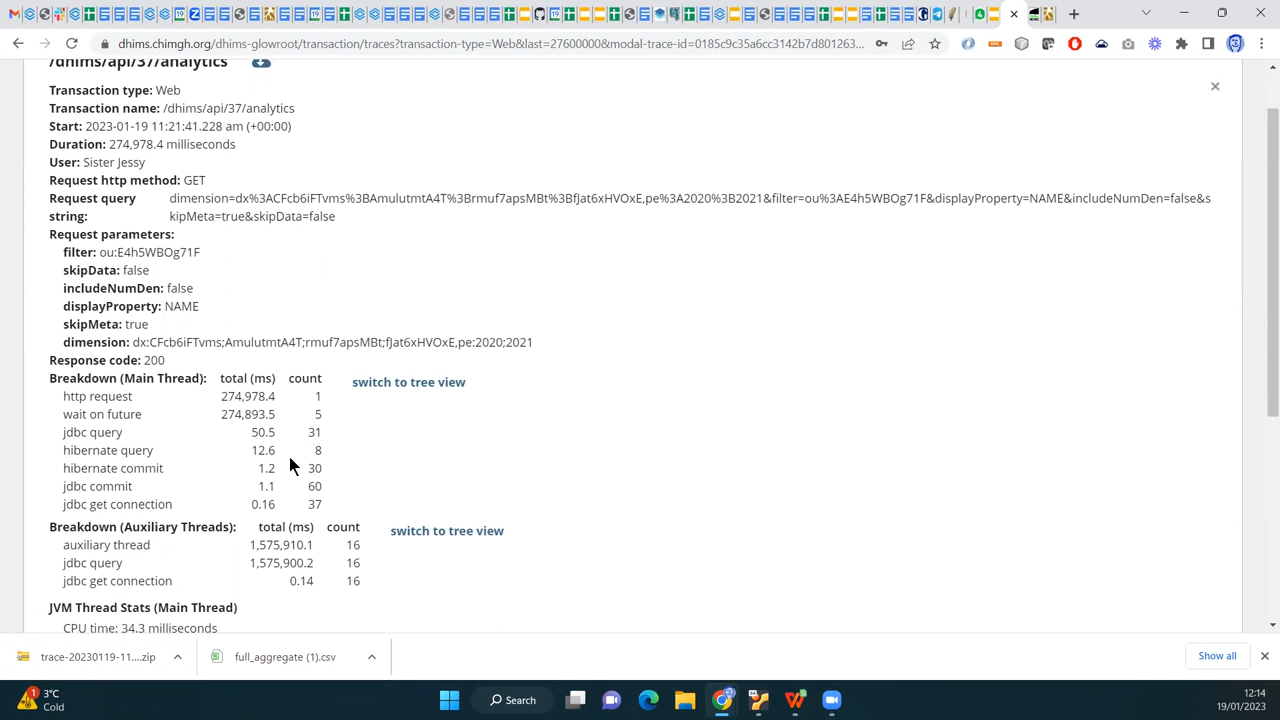 dhims.chimgh.org/dhims-glowroot/transaction/traces?transaction-type=Web&last=27600000&modal-trace-id=0185c9c35a6cc3142b7d801263...
/dhims/api/37/analytics
Transaction type: Web
Transaction name: /dhims/api/37/analytics
Start: 2023-01-19 11:21:41.228 am (+00:00)
Duration: 274,978.4 milliseconds
User: Sister Jessy
Request http method: GET
Request query string: dimension=dx%3ACFcb6iFTvms%3BAmulutmtA4T%3Brmuf7apsMBt%3BfJat6xHVOxE,pe%3A2020%3B2021&filter=ou%3AE4h5WBOg71F&displayProperty=NAME&includeNumDen=false&s
kipMeta=true&skipData=false
Request parameters:
filter: ou:E4h5WBOg71F
skipData: false
includeNumDen: false
displayProperty: NAME
skipMeta: true
dimension: dx:CFcb6iFTvms;AmulutmtA4T;rmuf7apsMBt;fJat6xHVOxE,pe:2020;2021
Response code: 200
Breakdown (Main Thread): total (ms) count switch to tree view
http request 274,978.4 1
wait on future 274,893.5 5
jdbc query 50.5 31
hibernate query 12.6 8
hibernate commit 1.2 30
jdbc commit 1.1 60
jdbc get connection 0.16 37
Breakdown (Auxiliary Threads): total (ms) count switch to tree view
auxiliary thread 1,575,910.1 16
jdbc query 1,575,900.2 16
jdbc get connection 0.14 16
JVM Thread Stats (Main Thread)
CPU time: 34.3 milliseconds
trace-20230119-11....zip
full_aggregate (1).csv
Show all
1
3°C
Cold
Search
12:14
19/01/2023